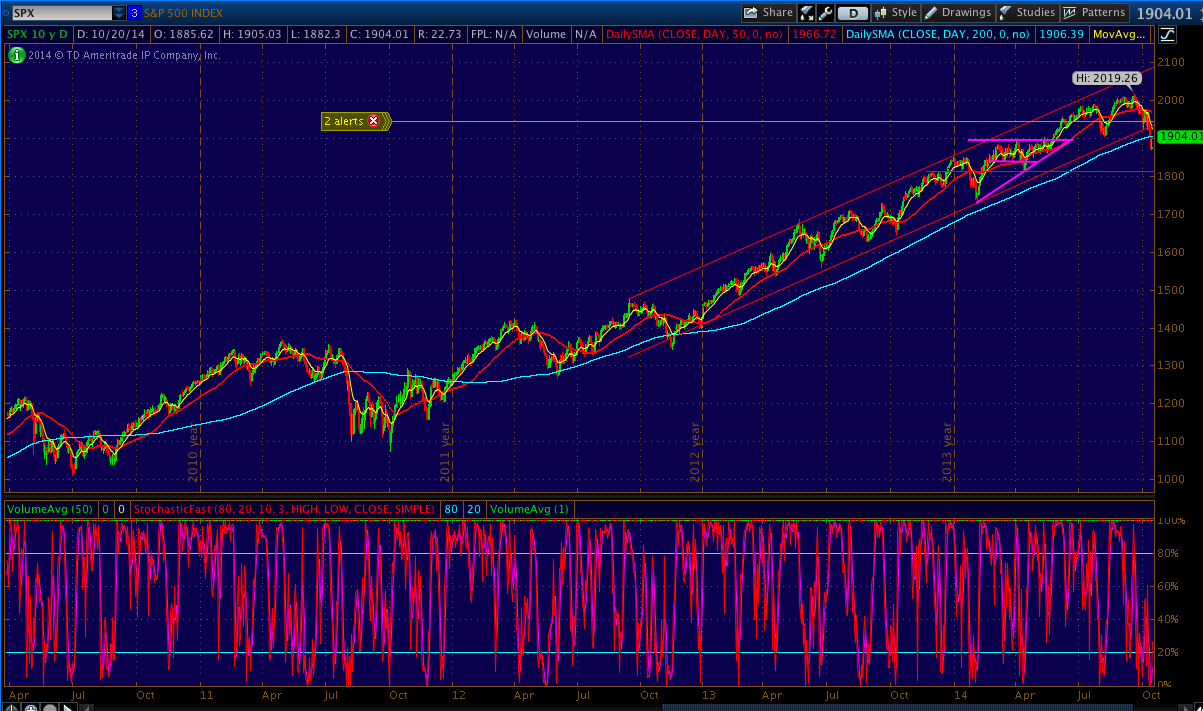 SPX 3 S&P 500 INDEX Share D Style Drawings Studies Patterns 1904.01
SPX 10 y D D: 10/20/14 O: 1885.62 H: 1905.03 L: 1882.3 C: 1904.01 R: 22.73 FPL: N/A Volume N/A DailySMA (CLOSE, DAY, 50, 0, no) 1966.72 DailySMA (CLOSE, DAY, 200, 0, no) 1906.39 MovAvg...
i 2014 © TD Ameritrade IP Company, Inc.
2100
Hi: 2019.26
2000
2 alerts
1904.01
1800
1700
1600
1500
1400
1300
1200
1100
1000
2010 year
2011 year
2012 year
2013 year
VolumeAvg (50) 0 0 StochasticFast (80, 20, 10, 3, HIGH, LOW, CLOSE, SIMPLE) 80 20 VolumeAvg (1)
100%
80%
60%
40%
20%
0%
Apr Jul Oct 11 Apr Jul Oct 12 Apr Jul Oct 13 Apr Jul Oct 14 Apr Jul Oct